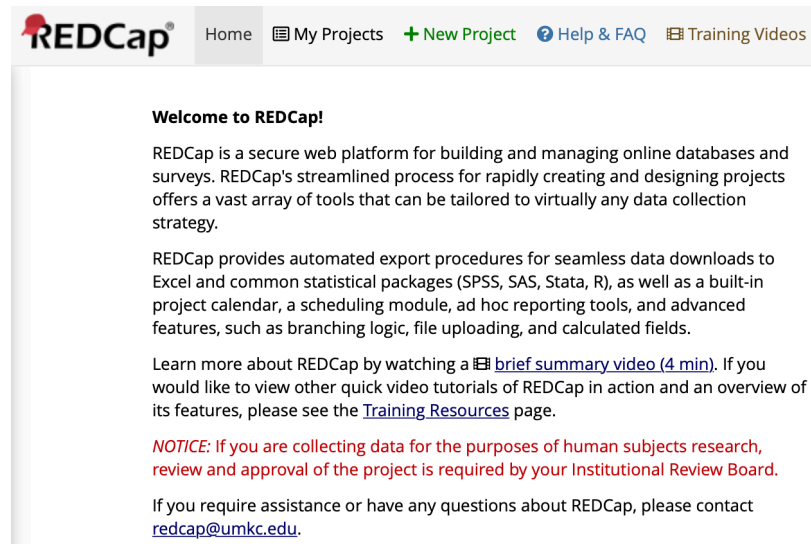 REDCap®
Home My Projects New Project Help & FAQ Training Videos
Welcome to REDCap!
REDCap is a secure web platform for building and managing online databases and
surveys. REDCap's streamlined process for rapidly creating and designing projects
offers a vast array of tools that can be tailored to virtually any data collection
strategy.
REDCap provides automated export procedures for seamless data downloads to
Excel and common statistical packages (SPSS, SAS, Stata, R), as well as a built-in
project calendar, a scheduling module, ad hoc reporting tools, and advanced
features, such as branching logic, file uploading, and calculated fields.
Learn more about REDCap by watching a brief summary video (4 min). If you
would like to view other quick video tutorials of REDCap in action and an overview of
its features, please see the Training Resources page.
NOTICE: If you are collecting data for the purposes of human subjects research,
review and approval of the project is required by your Institutional Review Board.
If you require assistance or have any questions about REDCap, please contact
redcap@umkc.edu.